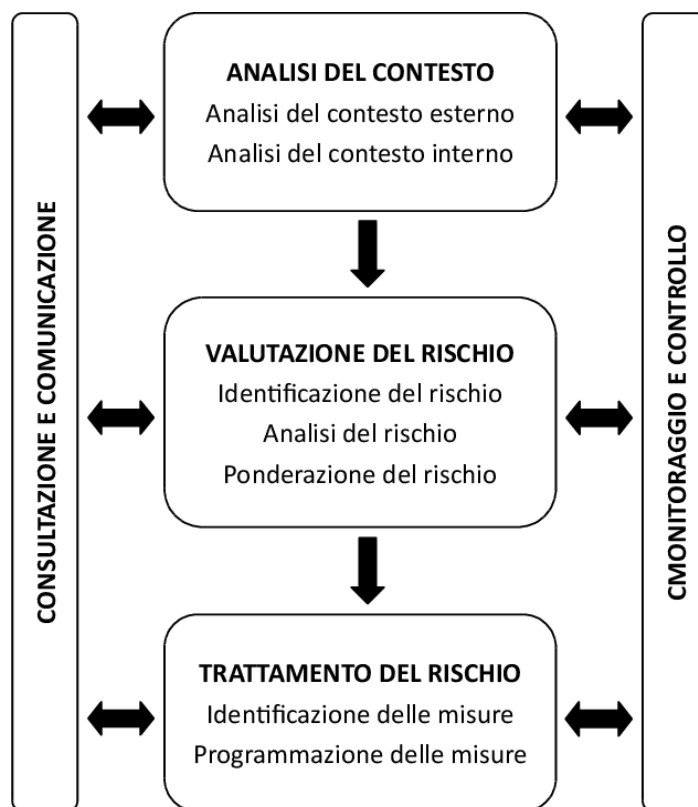 CONSULTAZIONE E COMUNICAZIONE
ANALISI DEL CONTESTO
Analisi del contesto esterno
Analisi del contesto interno
VALUTAZIONE DEL RISCHIO
Identificazione del rischio
Analisi del rischio
Ponderazione del rischio
TRATTAMENTO DEL RISCHIO
Identificazione delle misure
Programmazione delle misure
CMONITORAGGIO E CONTROLLO